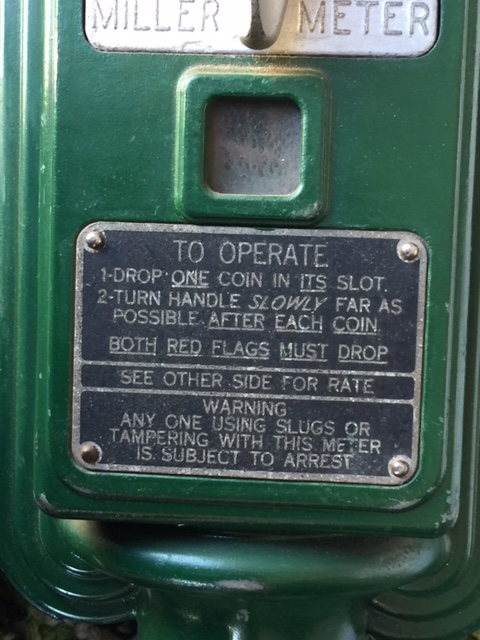 MILLER METER
TO OPERATE
1-DROP ONE COIN IN ITS SLOT.
2-TURN HANDLE SLOWLY FAR AS
POSSIBLE AFTER EACH COIN
BOTH RED FLAGS MUST DROP
SEE OTHER SIDE FOR RATE
WARNING
ANY ONE USING SLUGS OR
TAMPERING WITH THIS METER
IS SUBJECT TO ARREST